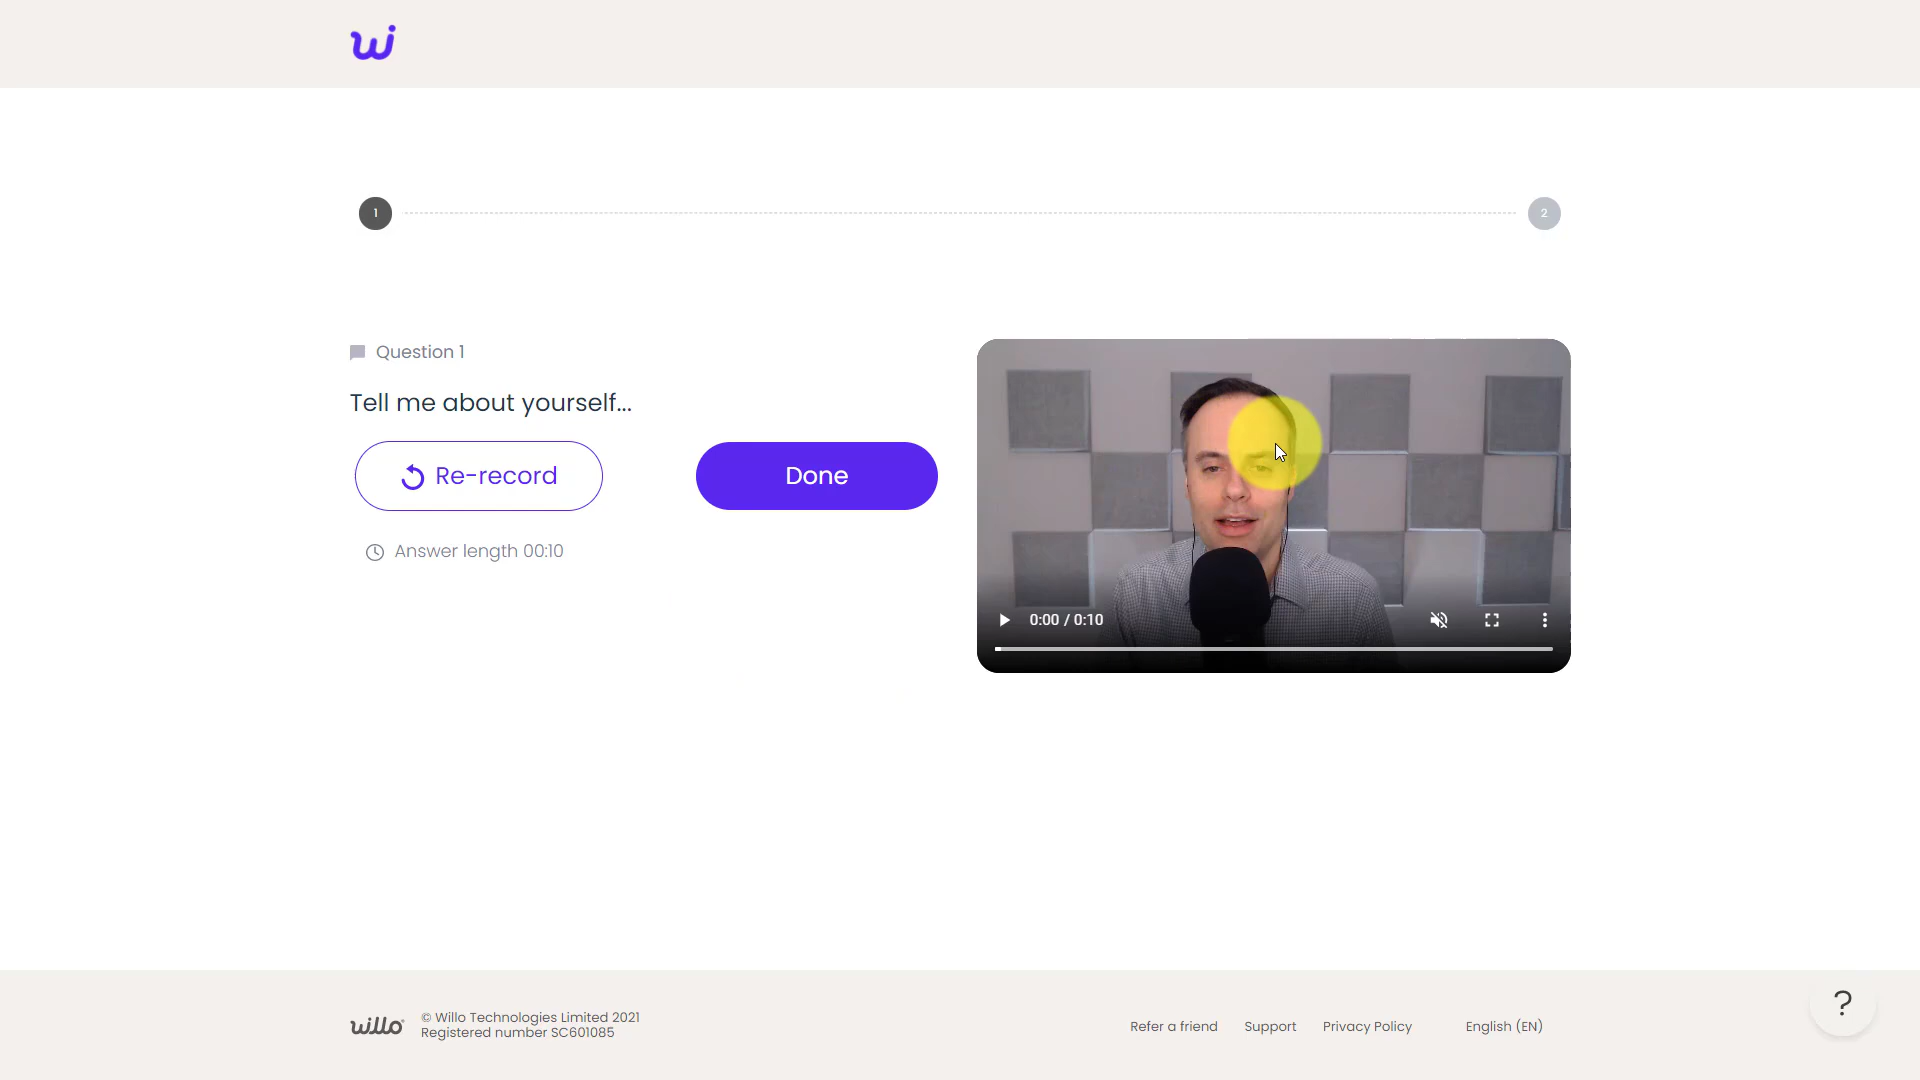 wi
1
2
Question 1
Tell me about yourself...
Re-record
Done
Answer length 00:10
0:00 / 0:10
willo
© Willo Technologies Limited 2021
Registered number SC601085
Refer a friend
Support
Privacy Policy
English (EN)
?